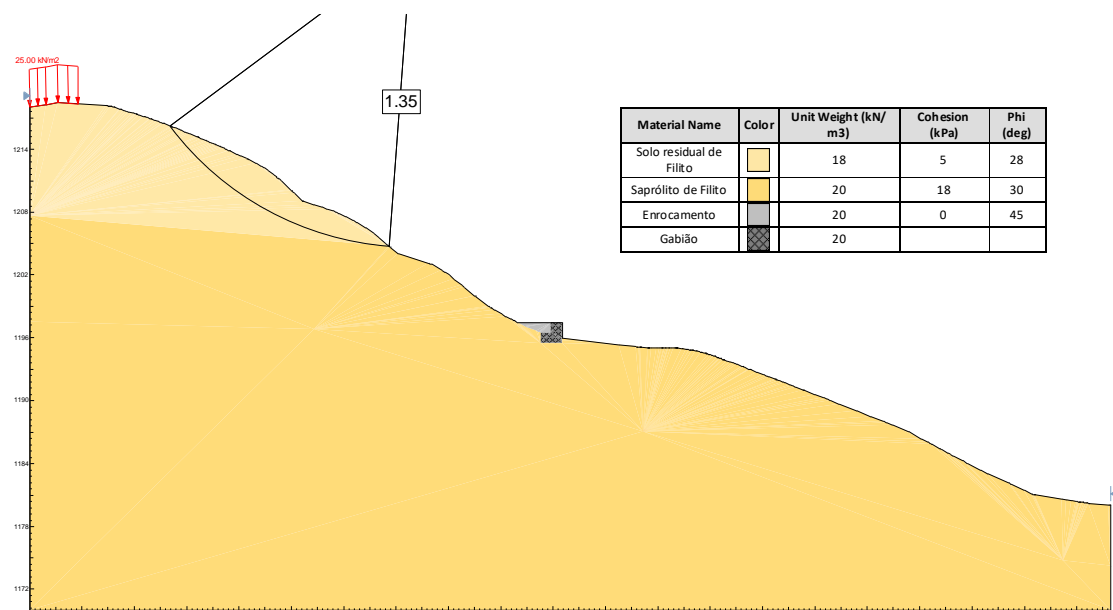 25.00 kN/m2
1.35
1214
1208
1202
1196
1190
1184
1178
1172
Material Name Color Unit Weight (kN/
m3) Cohesion
(kPa) Phi
(deg)
Solo residual de
Filito 18 5 28
Saprólito de Filito 20 18 30
Enrocamento 20 0 45
Gabião 20